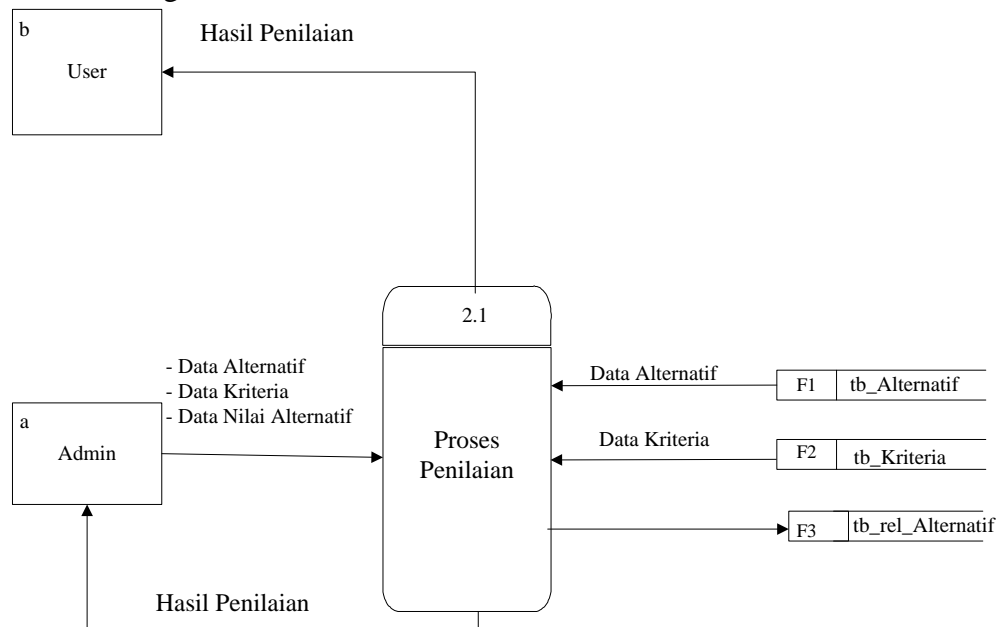 b
Hasil Penilaian
User
2.1
- Data Alternatif
- Data Kriteria
- Data Nilai Alternatif
Data Alternatif
F1
tb_Alternatif
a
Admin
Proses
Penilaian
Data Kriteria
F2
tb_Kriteria
F3
tb_rel_Alternatif
Hasil Penilaian